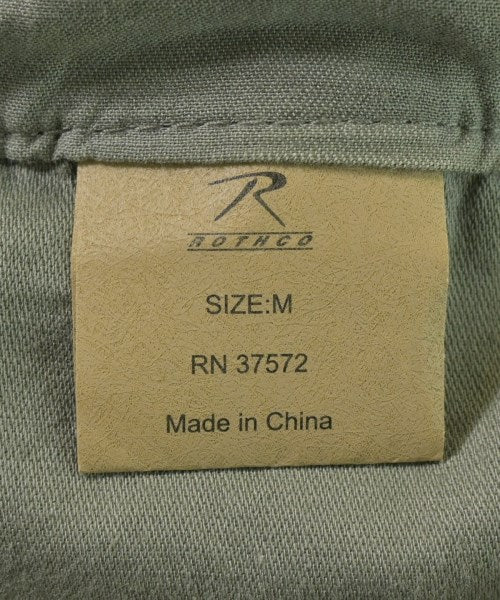 R
ROTHCO
SIZE:M
RN 37572
Made in China